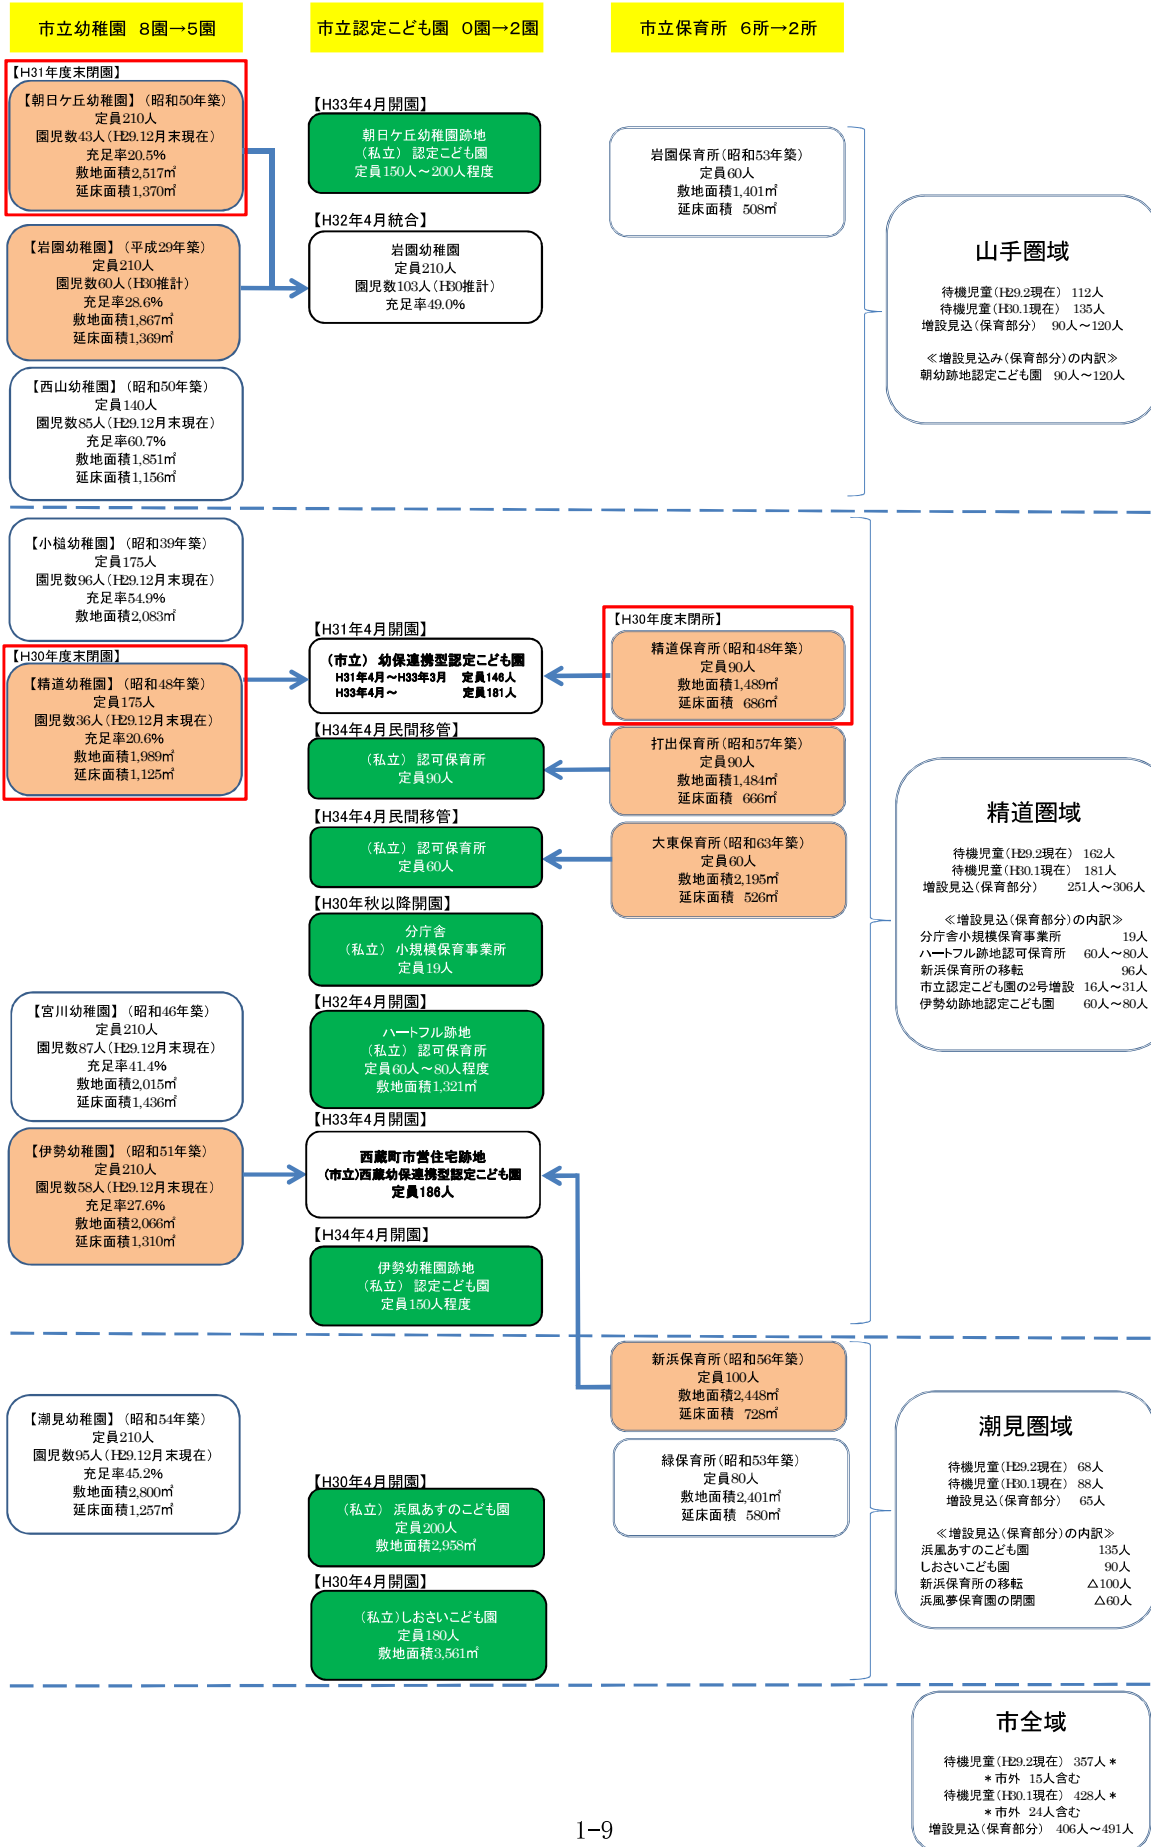 市立幼稚園 8園→5園
市立認定こども園 0園→2園
市立保育所 6所→2所
【H31年度末閉園】
【朝日ケ丘幼稚園】（昭和50年築）
定員210人
園児数43人（H29.12月末現在）
充足率20.5%
敷地面積2,517㎡
延床面積1,370㎡
【岩園幼稚園】（平成29年築）
定員210人
園児数60人（H30推計）
充足率28.6%
敷地面積1,867㎡
延床面積1,369㎡
【西山幼稚園】（昭和50年築）
定員140人
園児数85人（H29.12月末現在）
充足率60.7%
敷地面積1,851㎡
延床面積1,156㎡
【H33年4月開園】
朝日ケ丘幼稚園跡地
（私立） 認定こども園
定員150人～200人程度
【H32年4月統合】
岩園幼稚園
定員210人
園児数103人（H30推計）
充足率49.0%
岩園保育所（昭和53年築）
定員60人
敷地面積1,401㎡
延床面積 508㎡
山手圏域
待機児童（H29.2現在） 112人
待機児童（H30.1現在） 135人
増設見込（保育部分） 90人～120人
≪増設見込み（保育部分）の内訳≫
朝幼跡地認定こども園 90人～120人
【小槌幼稚園】（昭和39年築）
定員175人
園児数96人（H29.12月末現在）
充足率54.9%
敷地面積2,083㎡
【H30年度末閉園】
【精道幼稚園】（昭和48年築）
定員175人
園児数36人（H29.12月末現在）
充足率20.6%
敷地面積1,989㎡
延床面積1,125㎡
【宮川幼稚園】（昭和46年築）
定員210人
園児数87人（H29.12月末現在）
充足率41.4%
敷地面積2,015㎡
延床面積1,436㎡
【伊勢幼稚園】（昭和51年築）
定員210人
園児数58人（H29.12月末現在）
充足率27.6%
敷地面積2,066㎡
延床面積1,310㎡
【H31年4月開園】
（市立） 幼保連携型認定こども園
H31年4月～H33年3月 定員146人
H33年4月～ 定員181人
【H34年4月民間移管】
（私立） 認可保育所
定員90人
【H34年4月民間移管】
（私立） 認可保育所
定員60人
【H30年秋以降開園】
分庁舎
（私立） 小規模保育事業所
定員19人
【H32年4月開園】
ハートフル跡地
（私立） 認可保育所
定員60人～80人程度
敷地面積1,321㎡
【H33年4月開園】
西蔵町市営住宅跡地
（市立）西蔵幼保連携型認定こども園
定員186人
【H34年4月開園】
伊勢幼稚園跡地
（私立） 認定こども園
定員150人程度
【H30年度末閉所】
精道保育所（昭和48年築）
定員90人
敷地面積1,489㎡
延床面積 686㎡
打出保育所（昭和57年築）
定員90人
敷地面積1,484㎡
延床面積 666㎡
大東保育所（昭和63年築）
定員60人
敷地面積2,195㎡
延床面積 526㎡
精道圏域
待機児童（H29.2現在） 162人
待機児童（H30.1現在） 181人
増設見込（保育部分） 251人～306人
≪増設見込（保育部分）の内訳≫
分庁舎小規模保育事業所 19人
ハートフル跡地認可保育所 60人～80人
新浜保育所の移転 96人
市立認定こども園の2号増設 16人～31人
伊勢幼跡地認定こども園 60人～80人
【潮見幼稚園】（昭和54年築）
定員210人
園児数95人（H29.12月末現在）
充足率45.2%
敷地面積2,800㎡
延床面積1,257㎡
【H30年4月開園】
（私立） 浜風あすのこども園
定員200人
敷地面積2,958㎡
【H30年4月開園】
（私立）しおさいこども園
定員180人
敷地面積3,561㎡
新浜保育所（昭和56年築）
定員100人
敷地面積2,448㎡
延床面積 728㎡
緑保育所（昭和53年築）
定員80人
敷地面積2,401㎡
延床面積 580㎡
潮見圏域
待機児童（H29.2現在） 68人
待機児童（H30.1現在） 88人
増設見込（保育部分） 65人
≪増設見込（保育部分）の内訳≫
浜風あすのこども園 135人
しおさいこども園 90人
新浜保育所の移転 △100人
浜風夢保育園の閉園 △60人
市全域
待機児童（H29.2現在） 357人＊
＊市外 15人含む
待機児童（H30.1現在） 428人＊
＊市外 24人含む
増設見込（保育部分） 406人～491人
1-9